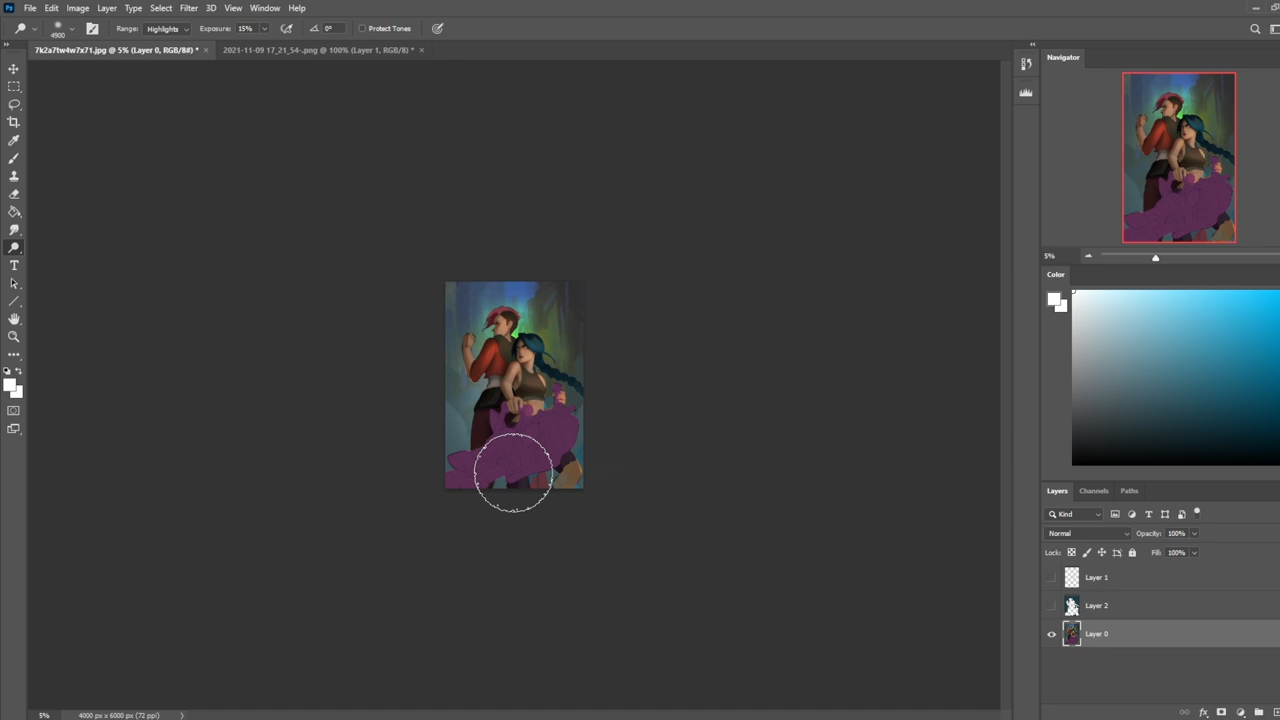 File Edit Image Layer Type Select Filter 3D View Window Help
4900 Range: Highlights Exposure: 15% 0° Protect Tones
7k2a7tw4w7x71.jpg @ 5% (Layer 0, RGB/8#) * × 2021-11-09 17_21_54-.png @ 100% (Layer 1, RGB/8) * ×
Navigator
5%
Color
Layers Channels Paths
Kind
Normal Opacity: 100%
Lock: Fill: 100%
Layer 1
Layer 2
Layer 0
5% 4000 px x 6000 px (72 ppi)